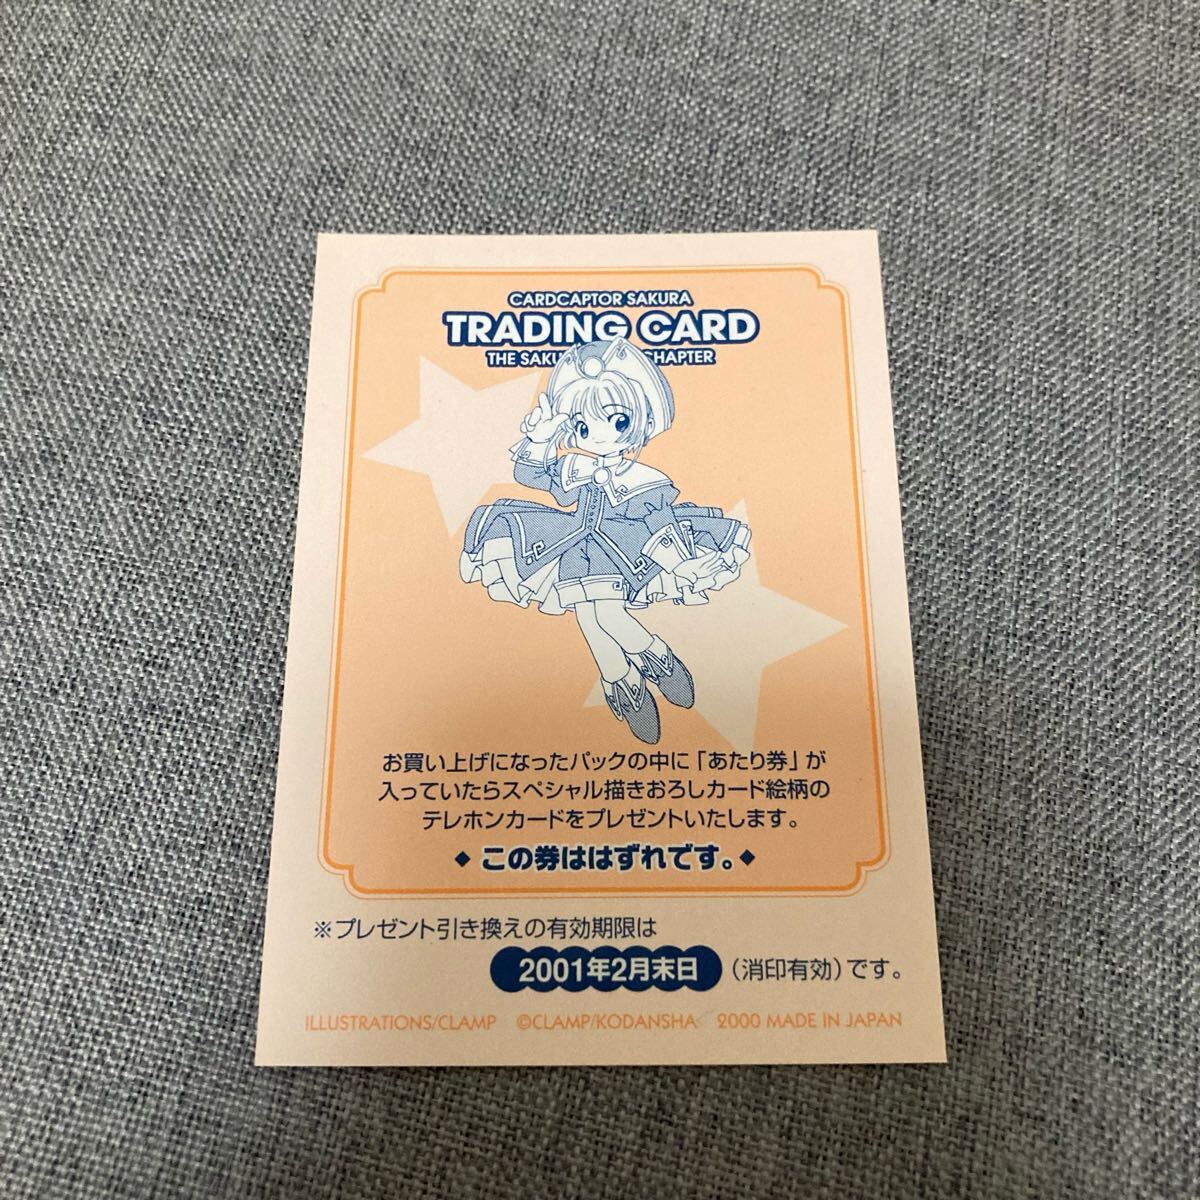 CARDCAPTOR SAKURA
TRADING CARD
THE SAKU CHAPTER
お買い上げになったパックの中に「あたり券」が
入っていたらスペシャル描きおろしカード絵柄の
テレホンカードをプレゼントいたします。
◆ この券ははずれです。◆
※プレゼント引き換えの有効期限は
2001年2月末日 （消印有効）です。
ILLUSTRATIONS/CLAMP ©CLAMP/KODANSHA 2000 MADE IN JAPAN